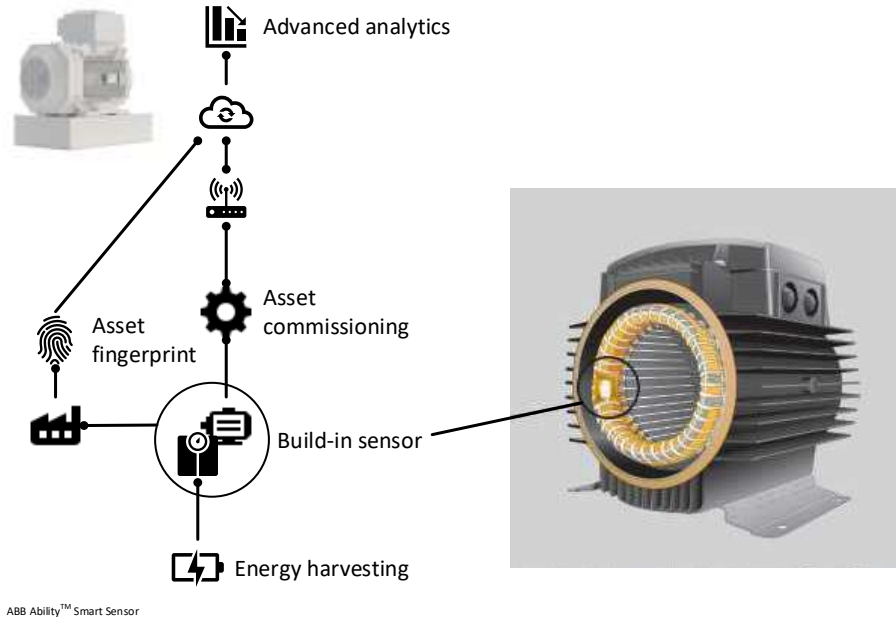 Advanced analytics
Asset
commissioning
Asset
fingerprint
Build-in sensor
Energy harvesting
ABB Ability™ Smart Sensor